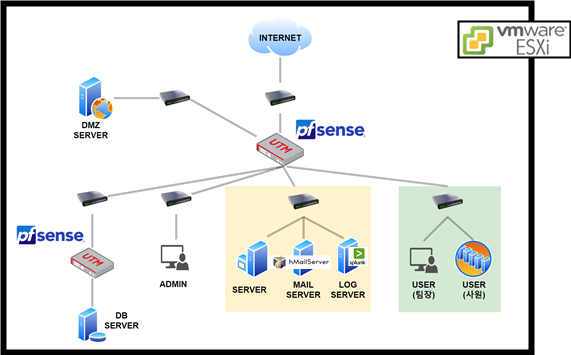 vmware
ESXi
INTERNET
DMZ
SERVER
pfsense
UTM
pfsense
UTM
DB
SERVER
ADMIN
SERVER
hMailServer
MAIL
SERVER
splunk>
LOG
SERVER
USER
(팀장)
USER
(사원)